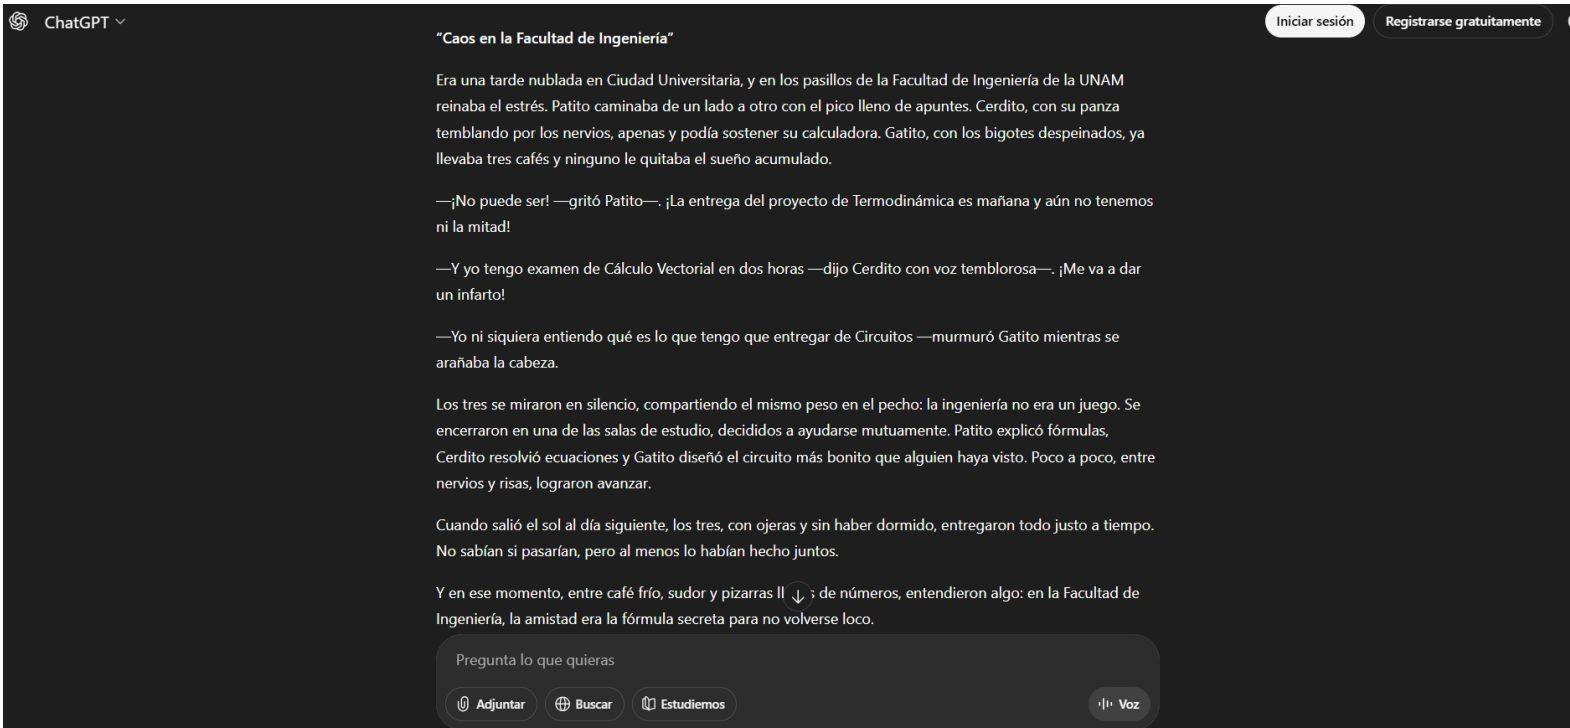 ChatGPT
Iniciar sesión
Registrarse gratuitamente
“Caos en la Facultad de Ingeniería”
Era una tarde nublada en Ciudad Universitaria, y en los pasillos de la Facultad de Ingeniería de la UNAM
reinaba el estrés. Patito caminaba de un lado a otro con el pico lleno de apuntes. Cerdito, con su panza
temblando por los nervios, apenas y podía sostener su calculadora. Gatito, con los bigotes despeinados, ya
llevaba tres cafés y ninguno le quitaba el sueño acumulado.
—¡No puede ser! —gritó Patito—. ¡La entrega del proyecto de Termodinámica es mañana y aún no tenemos
ni la mitad!
—Y yo tengo examen de Cálculo Vectorial en dos horas —dijo Cerdito con voz temblorosa—. ¡Me va a dar
un infarto!
—Yo ni siquiera entiendo qué es lo que tengo que entregar de Circuitos —murmuró Gatito mientras se
arañaba la cabeza.
Los tres se miraron en silencio, compartiendo el mismo peso en el pecho: la ingeniería no era un juego. Se
encerraron en una de las salas de estudio, decididos a ayudarse mutuamente. Patito explicó fórmulas,
Cerdito resolvió ecuaciones y Gatito diseñó el circuito más bonito que alguien haya visto. Poco a poco, entre
nervios y risas, lograron avanzar.
Cuando salió el sol al día siguiente, los tres, con ojeras y sin haber dormido, entregaron todo justo a tiempo.
No sabían si pasarían, pero al menos lo habían hecho juntos.
Y en ese momento, entre café frío, sudor y pizarras de números, entendieron algo: en la Facultad de
Ingeniería, la amistad era la fórmula secreta para no volverse loco.
Pregunta lo que quieras
Adjuntar
Buscar
Estudiemos
Voz